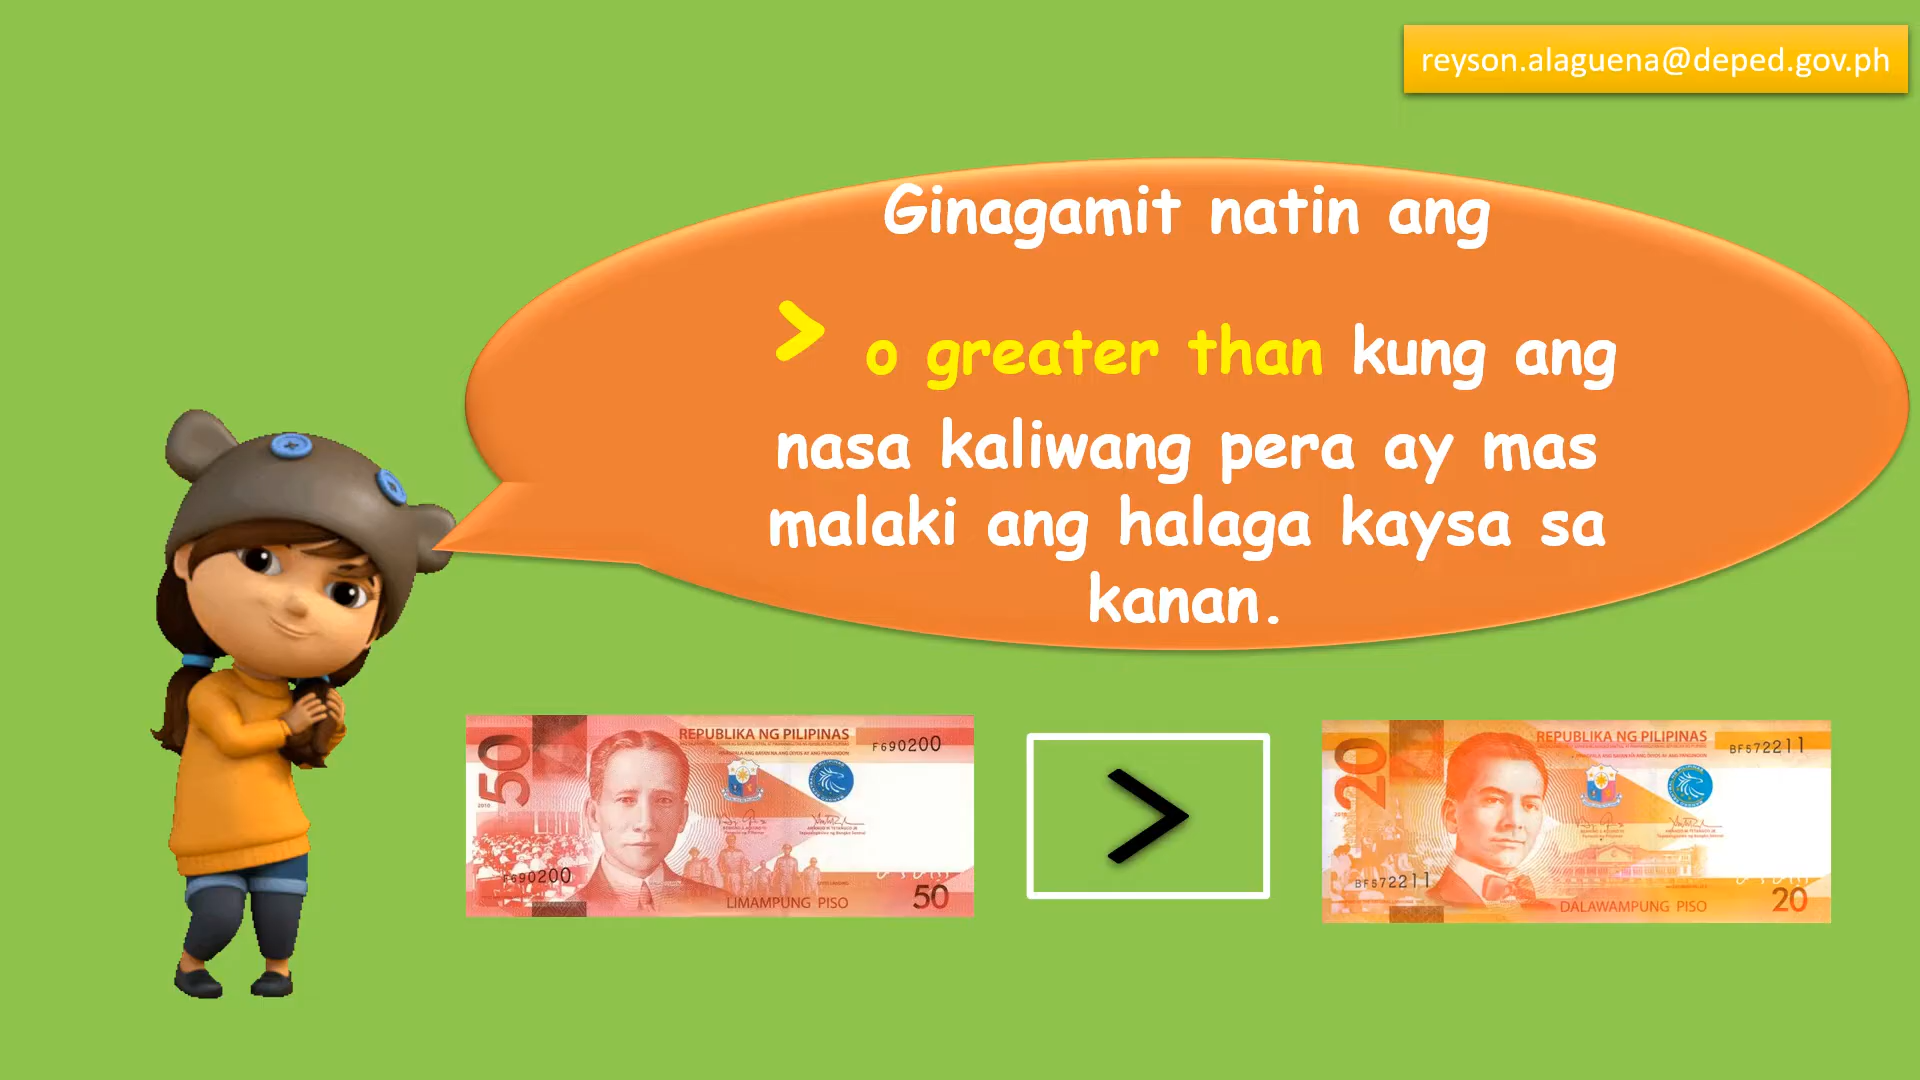 reyson.alaguena@deped.gov.ph
Ginagamit natin ang
> o greater than kung ang
nasa kaliwang pera ay mas
malaki ang halaga kaysa sa
kanan.
50
REPUBLIKA NG PILIPINAS
F690200
2010
F690200
LIMAMPUNG PISO
50
>
20
REPUBLIKA NG PILIPINAS
BF572211
BF572211
DALAWAMPUNG PISO
20